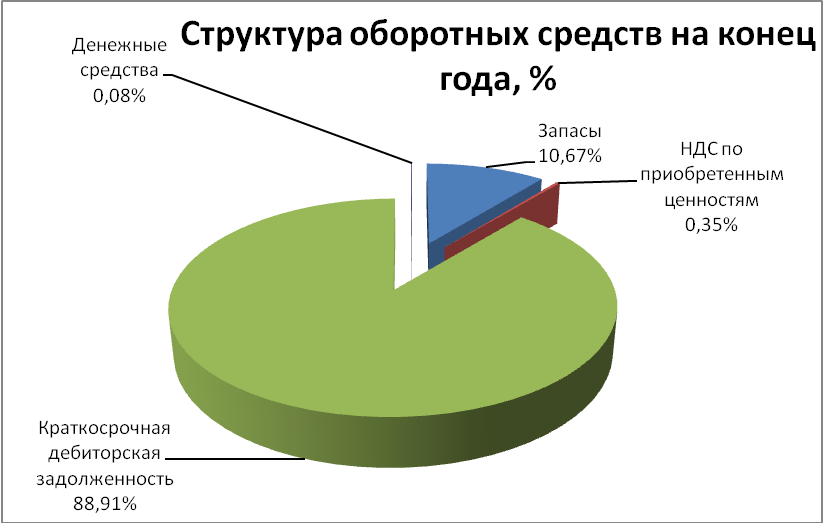 Структура оборотных средств на конец
года, %
Денежные
средства
0,08%
Запасы
10,67%
НДС по
приобретенным
ценностям
0,35%
Краткосрочная
дебиторская
задолженность
88,91%